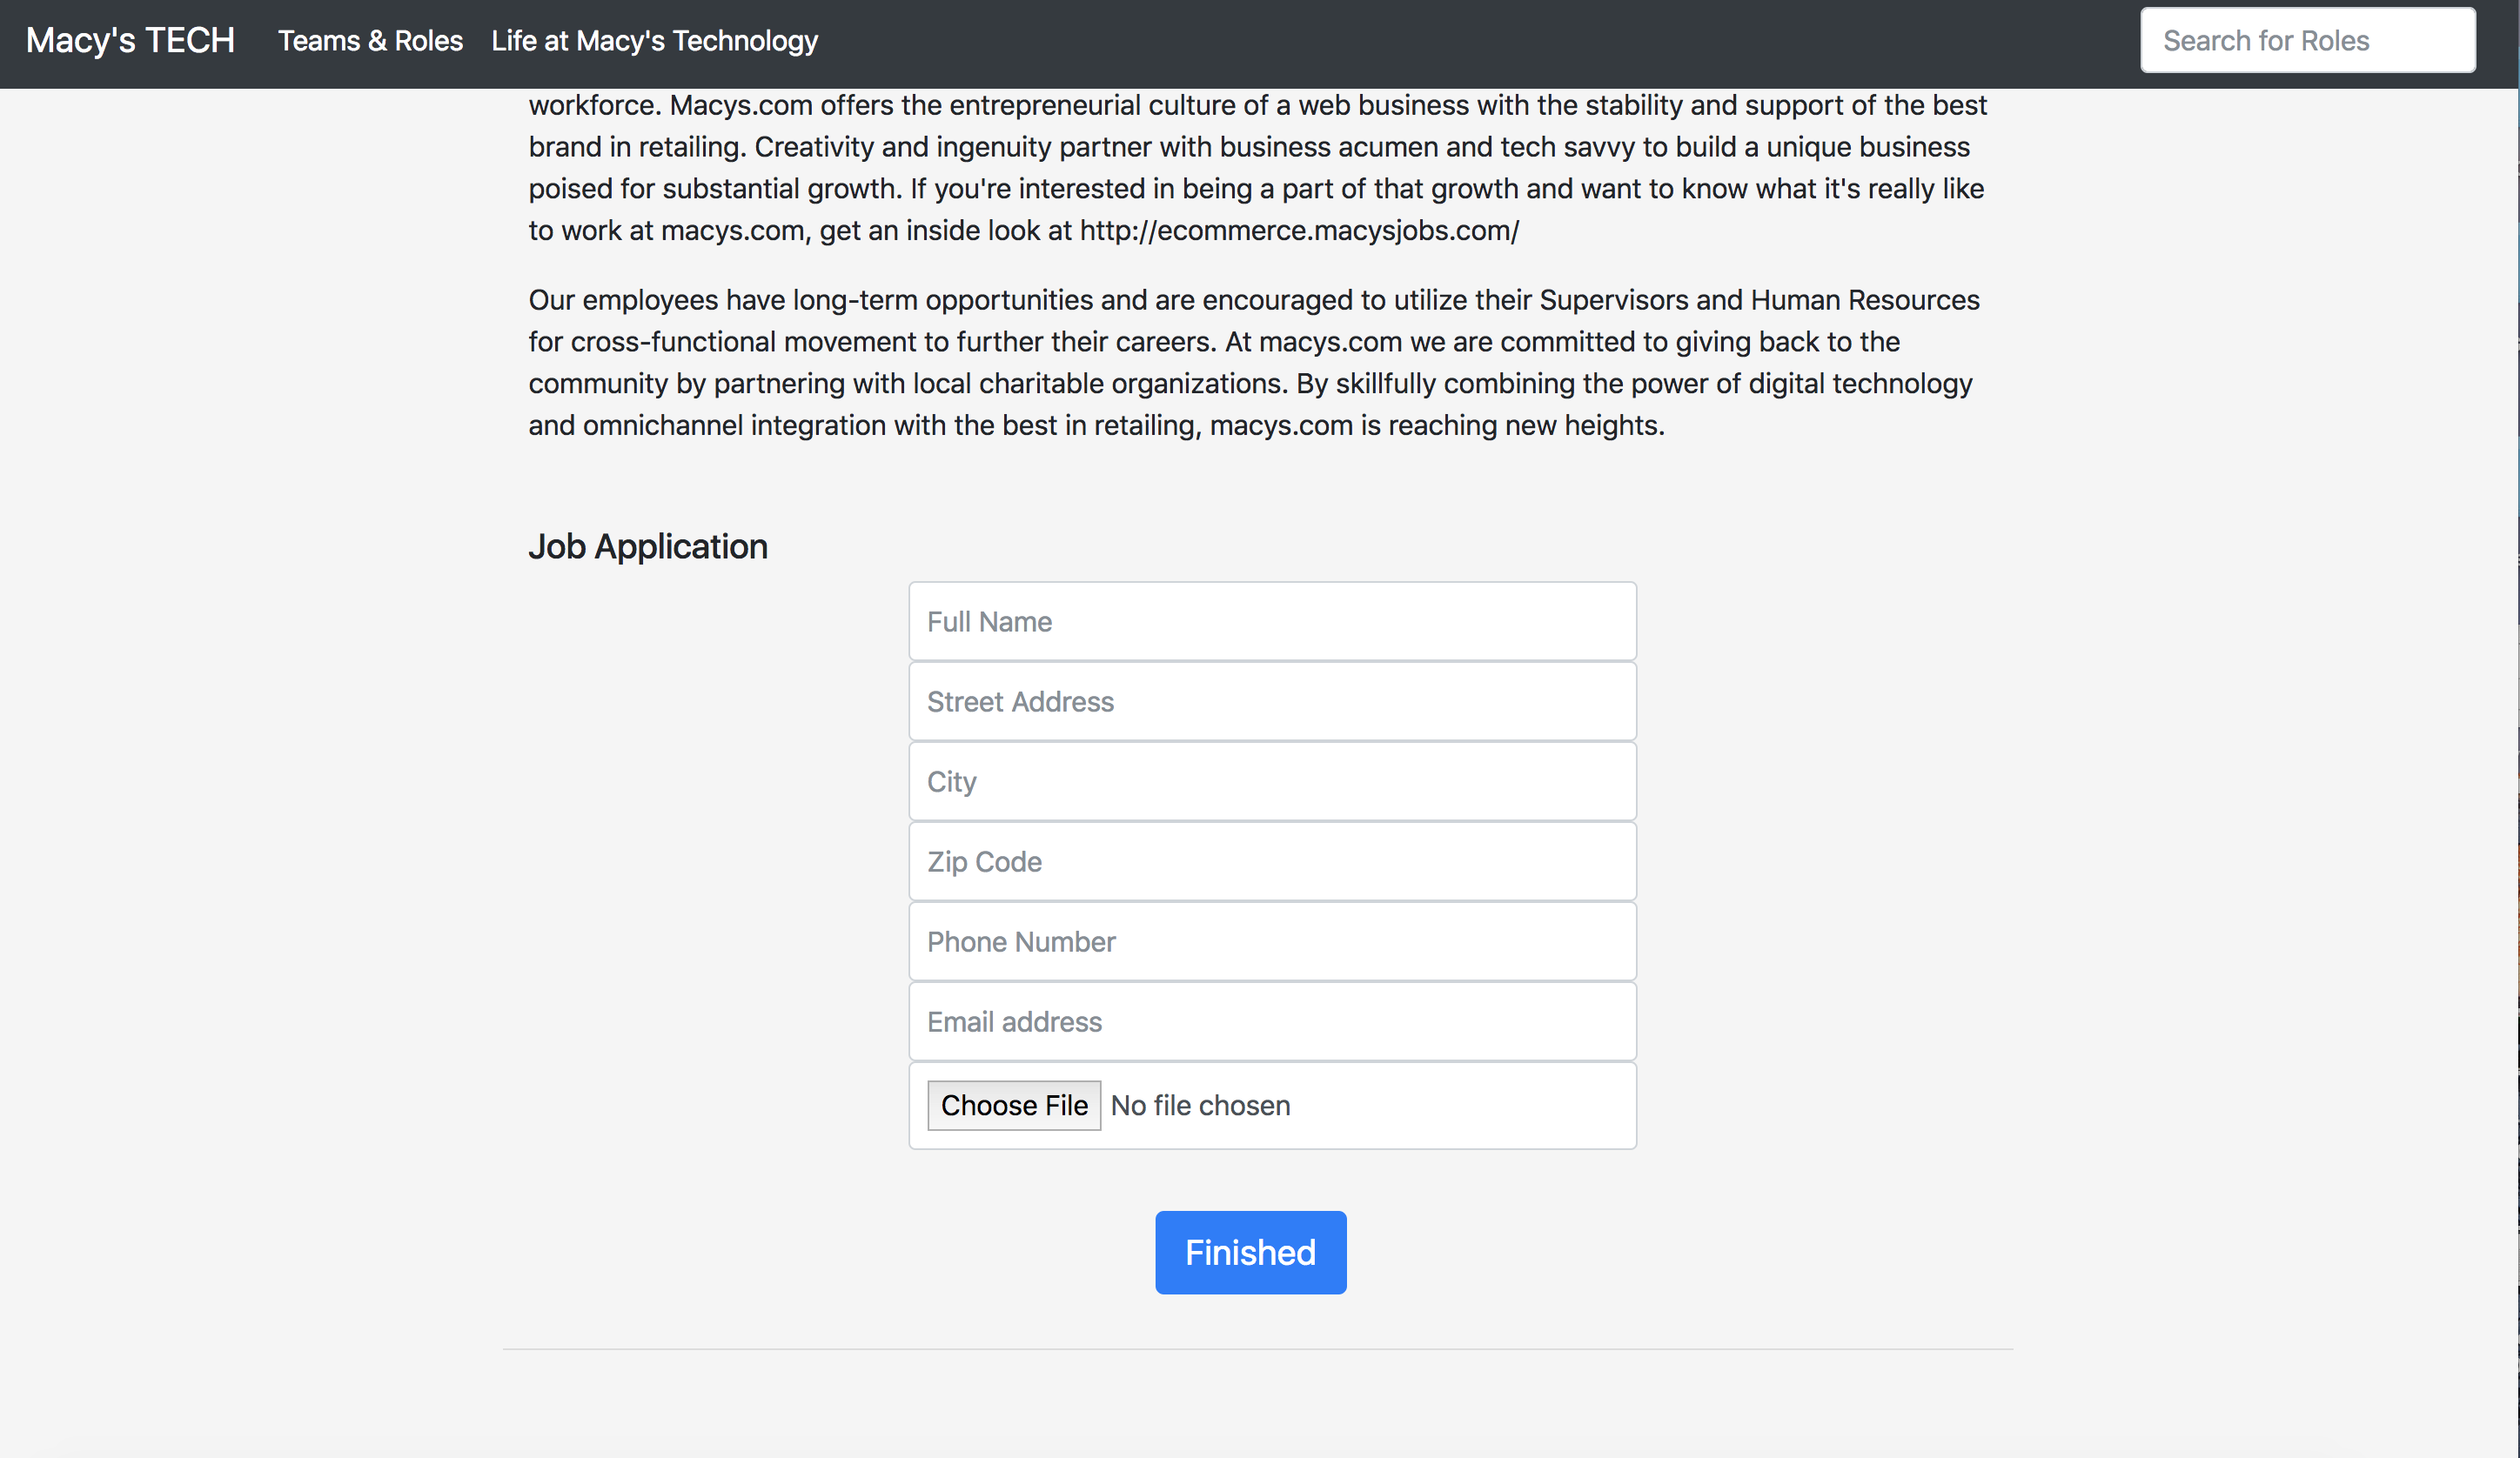 Macy's TECH Teams & Roles Life at Macy's Technology Search for Roles
workforce. Macys.com offers the entrepreneurial culture of a web business with the stability and support of the best
brand in retailing. Creativity and ingenuity partner with business acumen and tech savvy to build a unique business
poised for substantial growth. If you're interested in being a part of that growth and want to know what it's really like
to work at macys.com, get an inside look at http://ecommerce.macysjobs.com/
Our employees have long-term opportunities and are encouraged to utilize their Supervisors and Human Resources
for cross-functional movement to further their careers. At macys.com we are committed to giving back to the
community by partnering with local charitable organizations. By skillfully combining the power of digital technology
and omnichannel integration with the best in retailing, macys.com is reaching new heights.
Job Application
Full Name
Street Address
City
Zip Code
Phone Number
Email address
Choose File No file chosen
Finished